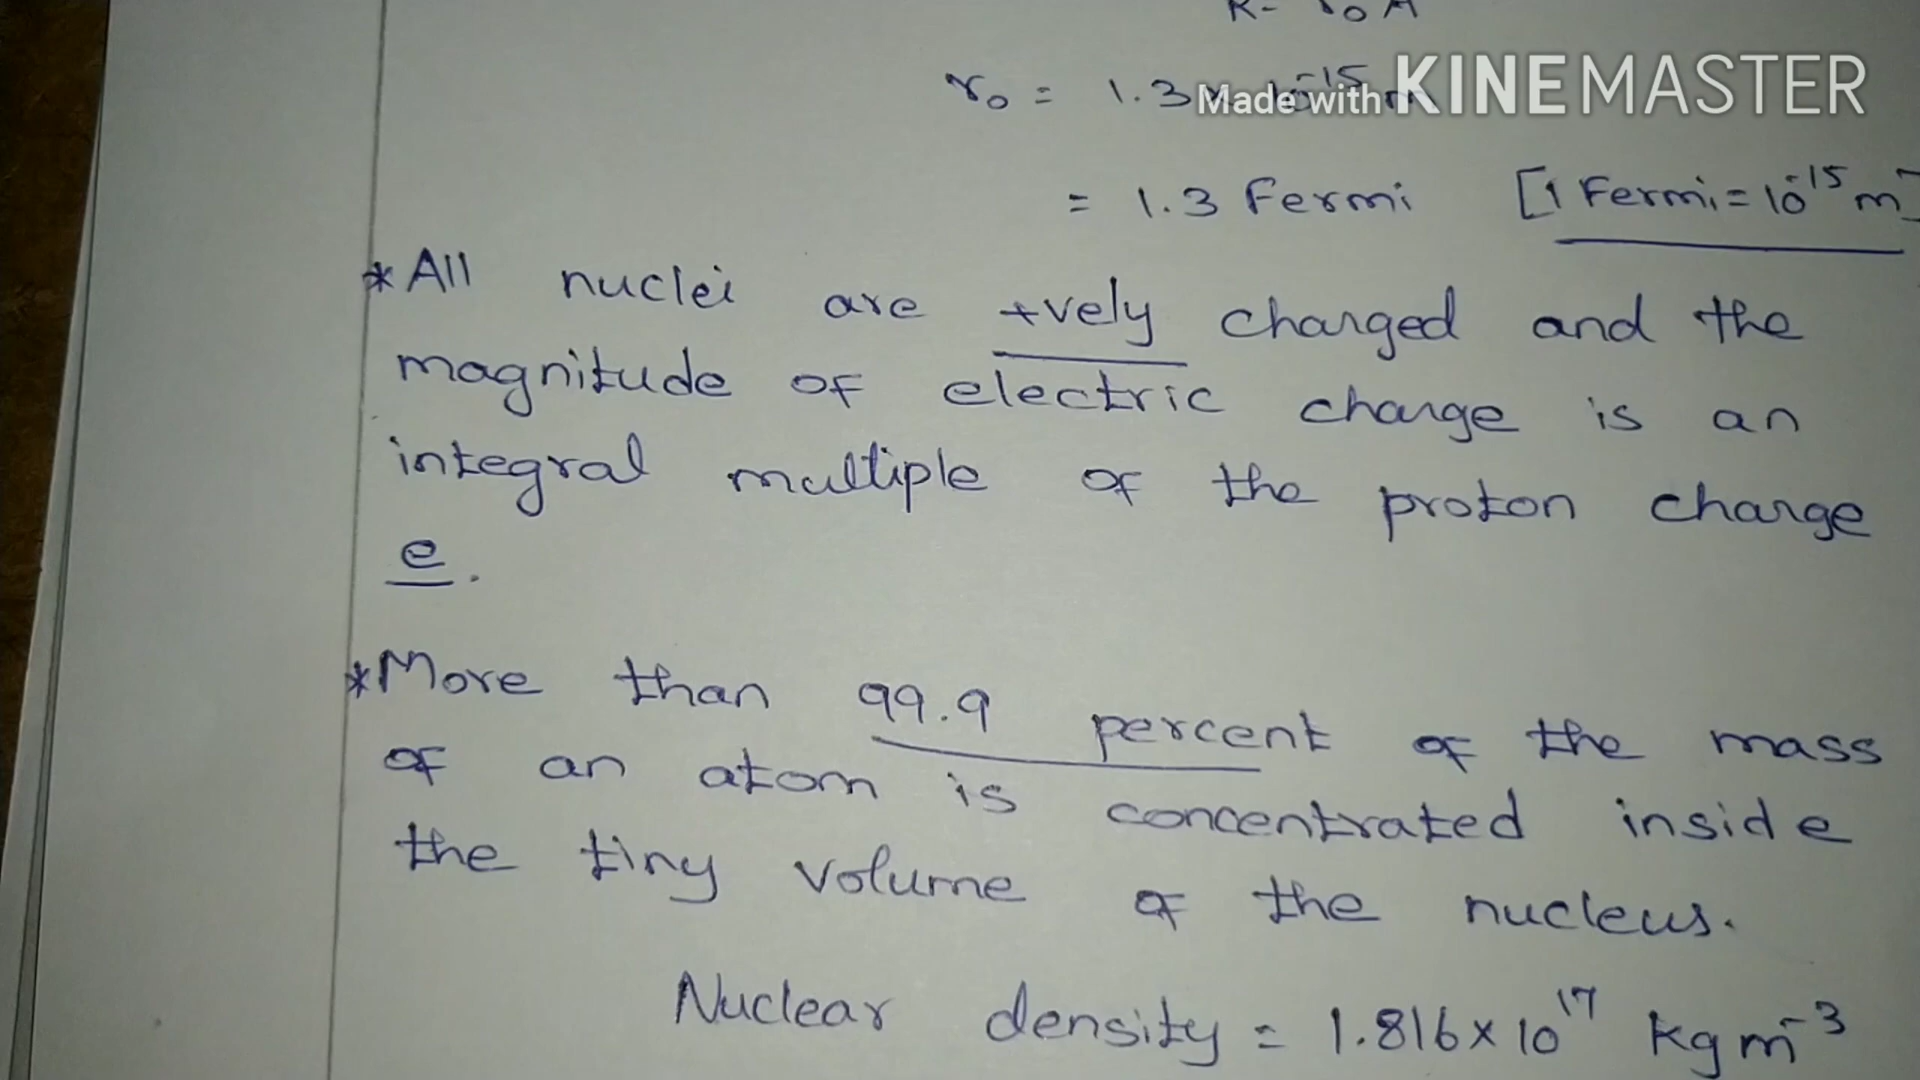 r₀ = 1.3 × 10⁻¹⁵ m
Made with KINEMASTER
= 1.3 Fermi [1 Fermi = 10⁻¹⁵ m]
*All nuclei are +vely charged and the
magnitude of electric charge is an
integral multiple of the proton charge
e.
*More than 99.9 percent of the mass
of an atom is concentrated inside
the tiny volume of the nucleus.
Nuclear density = 1.816 × 10¹⁷ kg m⁻³